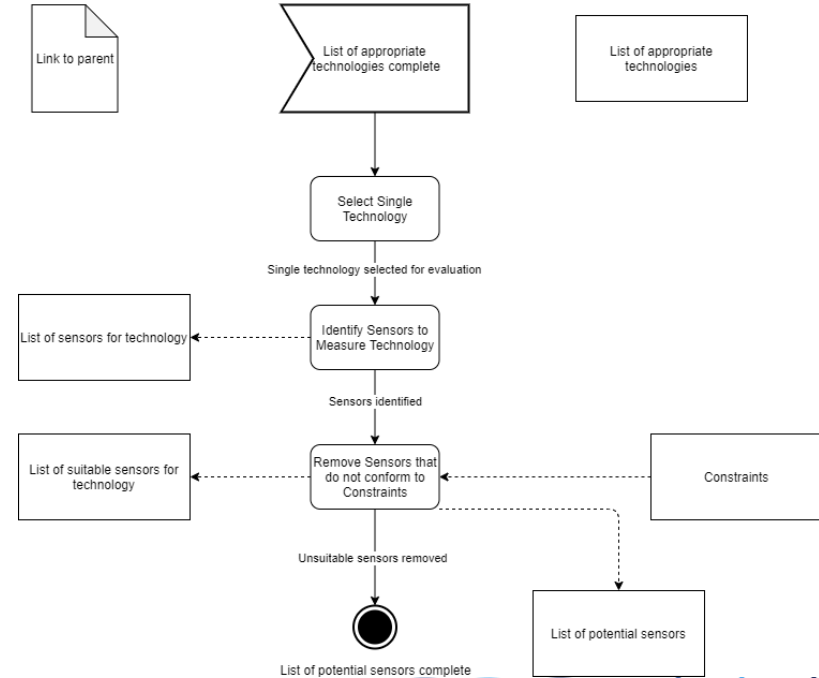 Link to parent
List of appropriate
technologies complete
List of appropriate
technologies
Select Single
Technology
Single technology selected for evaluation
List of sensors for technology
Identify Sensors to
Measure Technology
Sensors identified
List of suitable sensors for
technology
Remove Sensors that
do not conform to
Constraints
Constraints
Unsuitable sensors removed
List of potential sensors
List of potential sensors complete